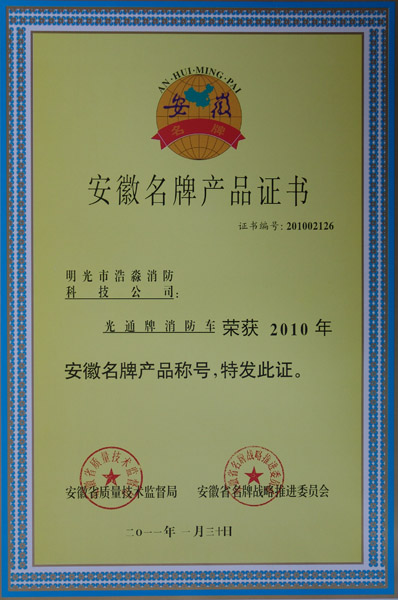 AN·HUI·MING·PAI
安徽
名牌
安徽名牌产品证书
证书编号：201002126
明光市浩淼消防
科技公司：
光通牌消防车荣获 2010 年
安徽名牌产品称号，特发此证。
安徽省质量技术监督局 安徽省名牌战略推进委员会
二〇一一年 一月三十日